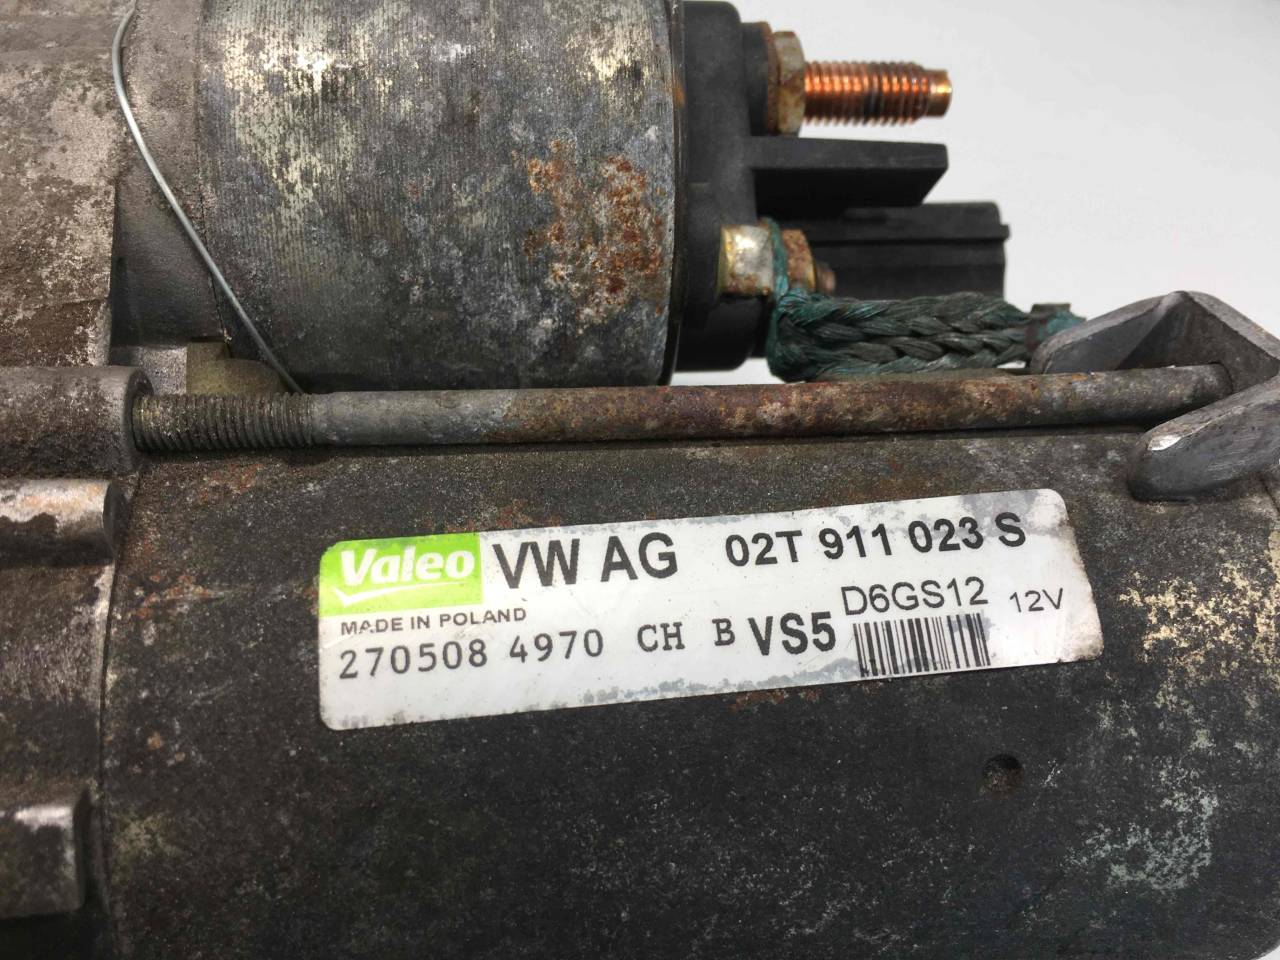 Valeo VW AG 02T 911 023 S
MADE IN POLAND D6GS12 12V
270508 4970 CH B VS5